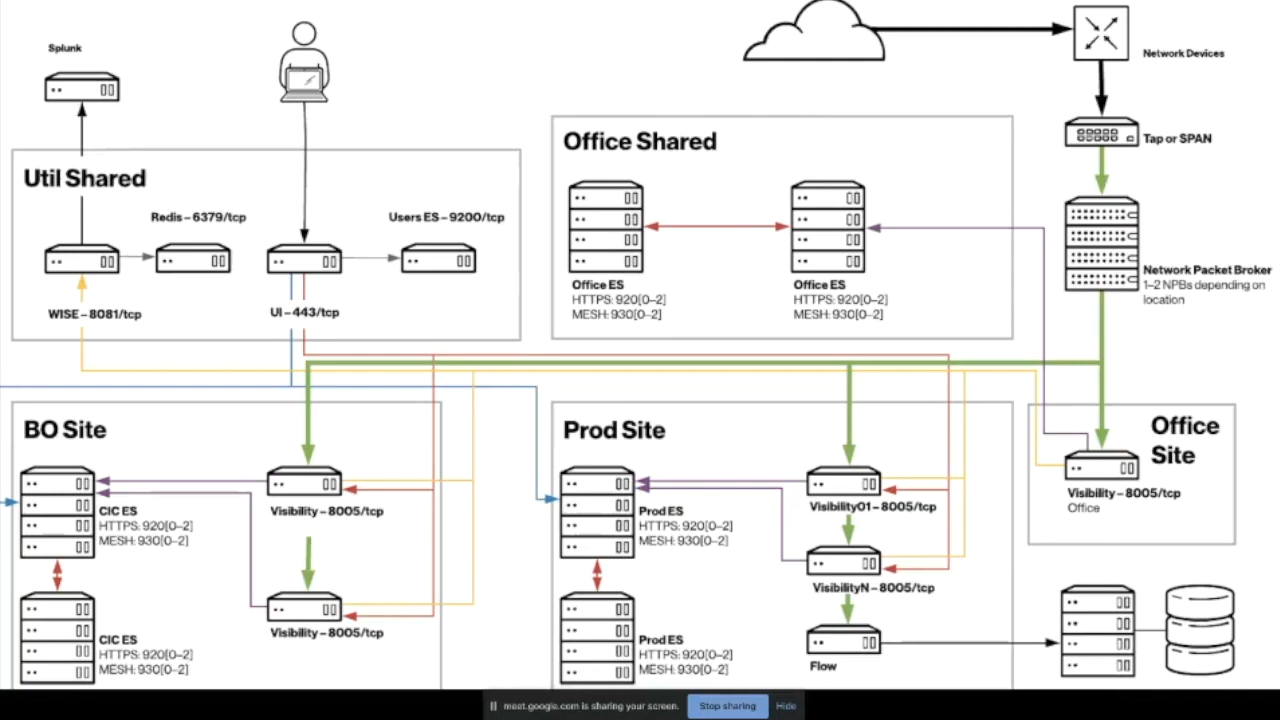 Splunk
Network Devices
Tap or SPAN
Util Shared
Office Shared
Redis – 6379/tcp
Users ES – 9200/tcp
WISE – 8081/tcp
UI – 443/tcp
Office ES
HTTPS: 920[0–2]
MESH: 930[0–2]
Office ES
HTTPS: 920[0–2]
MESH: 930[0–2]
Network Packet Broker
1–2 NPBs depending on
location
BO Site
Prod Site
Office
Site
CIC ES
HTTPS: 920[0–2]
MESH: 930[0–2]
Visibility – 8005/tcp
Prod ES
HTTPS: 920[0–2]
MESH: 930[0–2]
Visibility01 – 8005/tcp
Visibility – 8005/tcp
Office
VisibilityN – 8005/tcp
CIC ES
HTTPS: 920[0–2]
MESH: 930[0–2]
Visibility – 8005/tcp
Prod ES
HTTPS: 920[0–2]
MESH: 930[0–2]
Flow
meet.google.com is sharing your screen.
Stop sharing
Hide